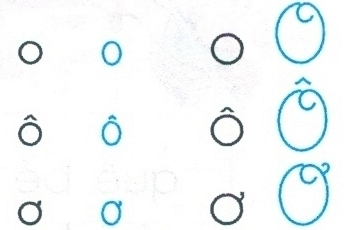 o o O O
ô ô Ô Ô
ơ ơ Ơ Ơ